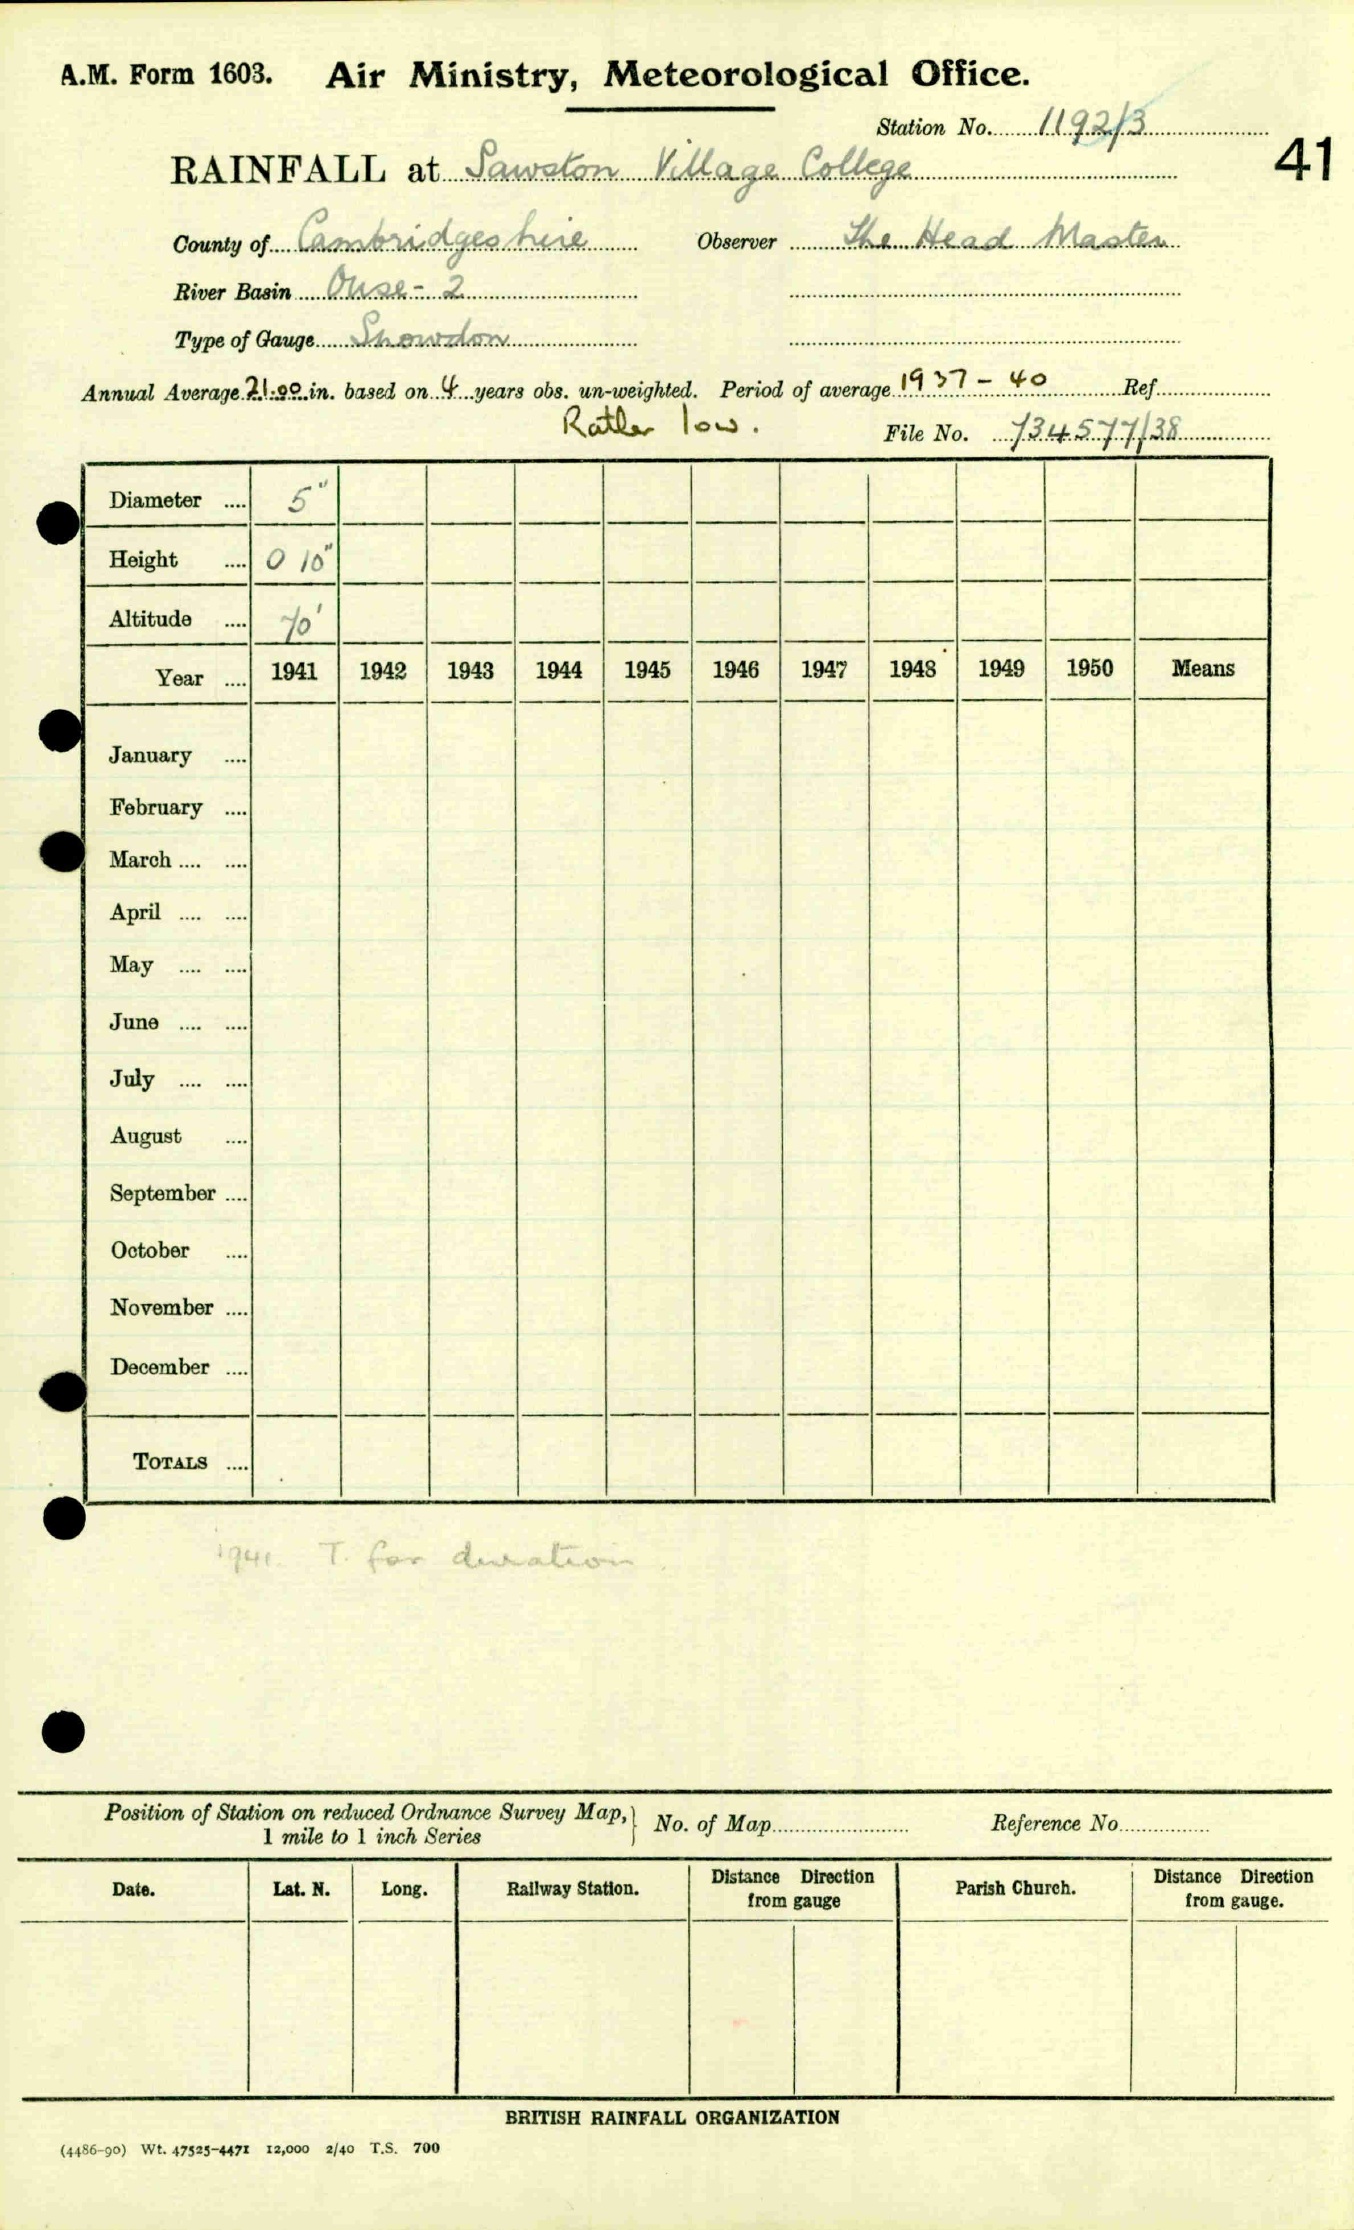 A.M. Form 1603. Air Ministry, Meteorological Office.
Station No. 1192/3
41
RAINFALL at Sawston Village College
County of Cambridgeshire Observer The Head Master
River Basin Ouse - 2
Type of Gauge Snowdon
Annual Average 21.00 in. based on 4 years obs. un-weighted. Period of average 1937 - 40 Ref.
Rather low.
File No. 734577/38
Diameter .... 5"
Height .... 0 10"
Altitude .... 70'
Year .... 1941 1942 1943 1944 1945 1946 1947 1948 1949 1950 Means
January ....
February ....
March .... ....
April .... ....
May .... ....
June .... ....
July .... ....
August ....
September ....
October ....
November ....
December ....
TOTALS ....
1941. T. for duration.
Position of Station on reduced Ordnance Survey Map, } No. of Map Reference No.
1 mile to 1 inch Series
Date. Lat. N. Long. Railway Station. Distance Direction from gauge Parish Church. Distance Direction from gauge.
BRITISH RAINFALL ORGANIZATION
(4486-90) Wt. 47525-4471 12,000 2/40 T.S. 700